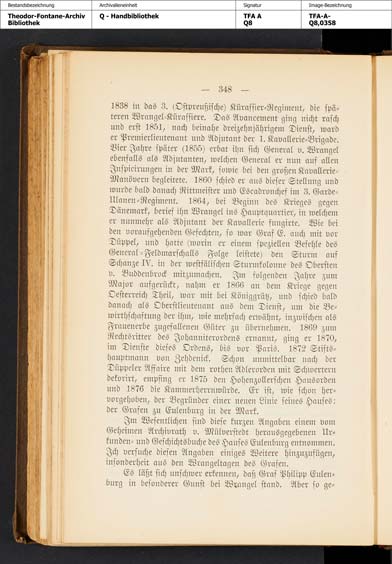 Bestandsbezeichnung
Archivalieneinheit
Signatur
Image-Bezeichnung
Theodor-Fontane-Archiv
Bibliothek
Q - Handbibliothek
TFA A
Q8
TFA-A-
Q8,0358
— 348 —
1838 in das 3. (Ostpreußische) Kürassier-Regiment, die spä-
teren Wrangel-Kürassiere. Das Avancement ging nicht rasch
und erst 1851, nach beinahe dreizehnjährigem Dienst, ward
er Premierlieutenant und Adjutant der 1. Kavallerie-Brigade.
Vier Jahre später (1855) erbat ihn sich General v. Wrangel
ebenfalls als Adjutanten, welchen General er nun auf allen
Inspicirungen in der Mark, sowie bei den großen Kavallerie-
Manövern begleitete. 1860 schied er aus dieser Stellung und
wurde bald danach Rittmeister und Escadronchef im 3. Garde-
Ulanen-Regiment. 1864, bei Beginn des Krieges gegen
Dänemark, berief ihn Wrangel ins Hauptquartier, in welchem
er nunmehr als Adjutant der Kavallerie fungirte. Wie bei
den voraufgehenden Gefechten, so war Graf E. auch mit vor
Düppel, und hatte (worin er einem speziellen Befehle des
General-Feldmarschalls Folge leistete) den Sturm auf
Schanze IV. in der westfälischen Sturmkolonne des Obersten
v. Buddenbrock mitzumachen. Im folgenden Jahre zum
Major aufgerückt, nahm er 1866 an dem Kriege gegen
Oesterreich Theil, war mit bei Königgrätz, und schied bald
danach als Oberstlieutenant aus dem Dienst, um die Be-
wirthschaftung der ihm, wie mehrfach erwähnt, inzwischen als
Frauenerbe zugefallenen Güter zu übernehmen. 1869 zum
Rechtsritter des Johanniterordens ernannt, ging er 1870,
im Dienste dieses Ordens, bis vor Paris. 1872 Stifts-
hauptmann von Zehdenick. Schon unmittelbar nach der
Düppeler Affaire mit dem rothen Adlerorden mit Schwertern
dekorirt, empfing er 1875 den Hohenzollerschen Hausorden
und 1876 die Kammerherrnwürde. Er ist, wie schon her-
vorgehoben, der Begründer einer neuen Linie seines Hauses:
der Grafen zu Eulenburg in der Mark.
Im Wesentlichen sind diese kurzen Angaben einem vom
Geheimen Archivrath v. Mülverstedt herausgegebenen Ur-
kunden- und Geschichtsbuche des Hauses Eulenburg entnommen.
Ich versuche diesen Angaben einiges Weitere hinzuzufügen,
insonderheit aus den Wrangeltagen des Grafen.
Es läßt sich unschwer erkennen, daß Graf Philipp Eulen-
burg in besonderer Gunst bei Wrangel stand. Aber so ge-